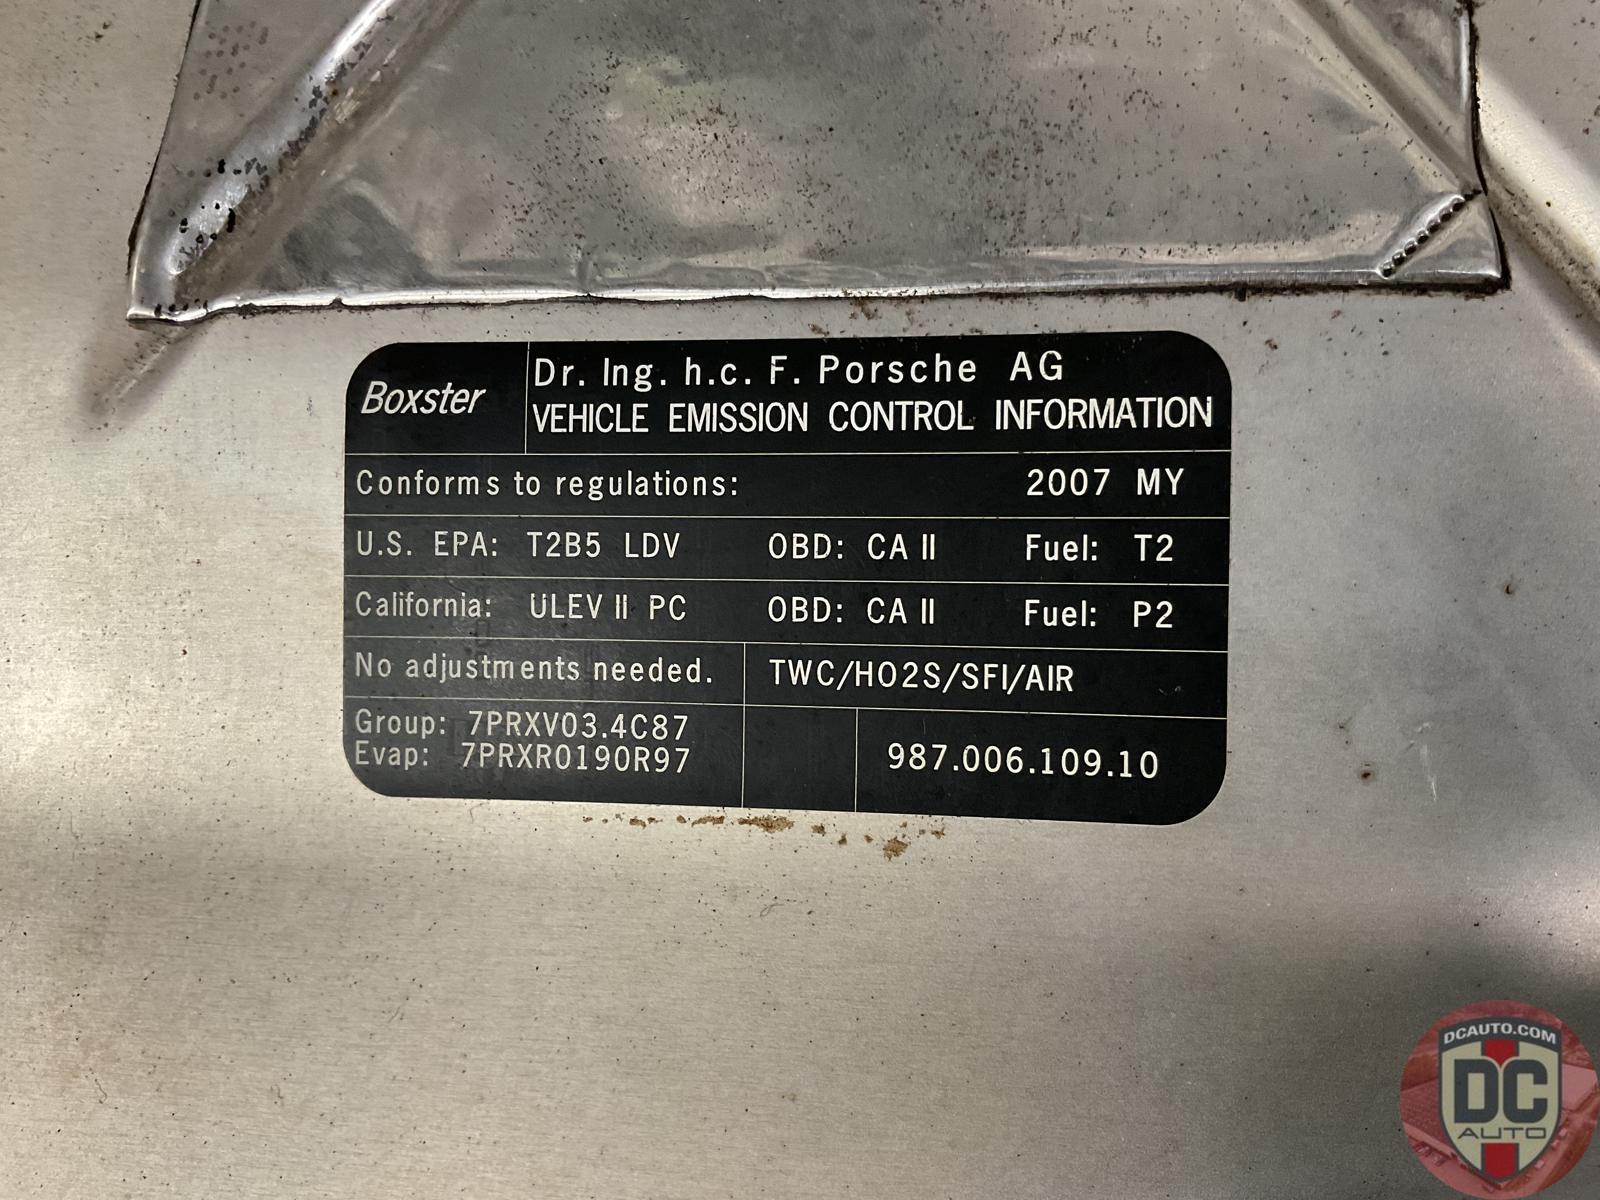 Boxster
Dr. Ing. h.c. F. Porsche AG
VEHICLE EMISSION CONTROL INFORMATION
Conforms to regulations: 2007 MY
U.S. EPA: T2B5 LDV OBD: CA II Fuel: T2
California: ULEV II PC OBD: CA II Fuel: P2
No adjustments needed. TWC/HO2S/SFI/AIR
Group: 7PRXV03.4C87
Evap: 7PRXR0190R97
987.006.109.10
DCAUTO.COM
DC
AUTO